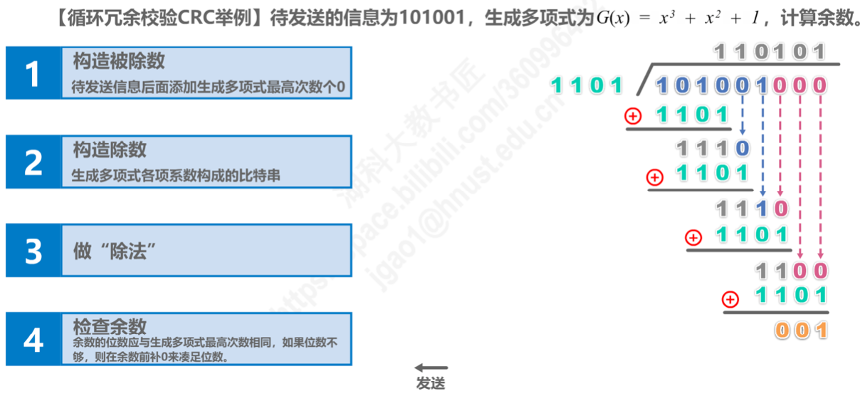 【循环冗余校验CRC举例】待发送的信息为101001，生成多项式为G(x) = x³ + x² + 1，计算余数。
1 构造被除数
待发送信息后面添加生成多项式最高次数个0
2 构造除数
生成多项式各项系数构成的比特串
3 做“除法”
4 检查余数
余数的位数应与生成多项式最高次数相同，如果位数不
够，则在余数前补0来凑足位数。
110101
1101 101001000
⊕ 1101
1110
⊕ 1101
1110
⊕ 1101
1100
⊕ 1101
001
发送
湖科大教书匠
jgao1@hnust.edu.cn